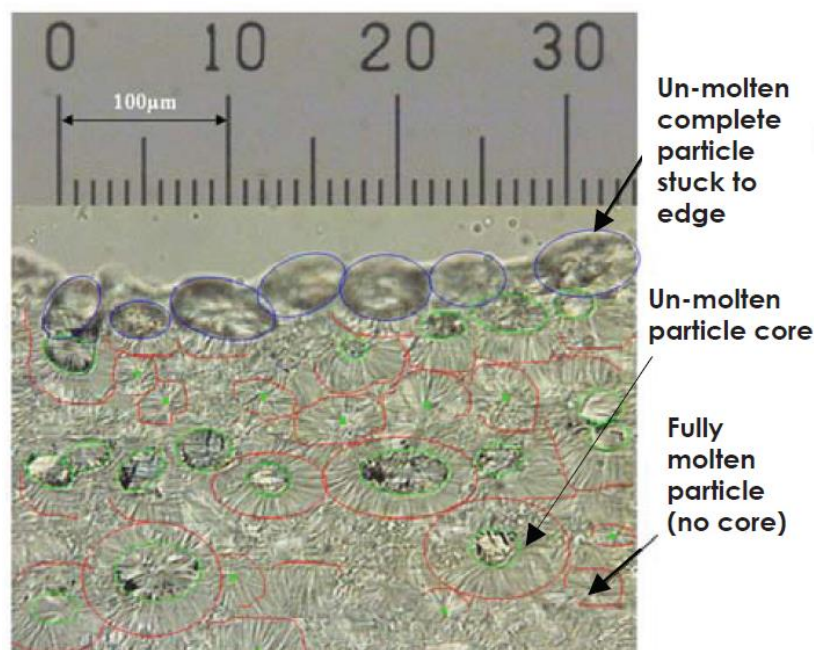 0 10 20 30
100µm
Un-molten
complete
particle
stuck to
edge
Un-molten
particle core
Fully
molten
particle
(no core)